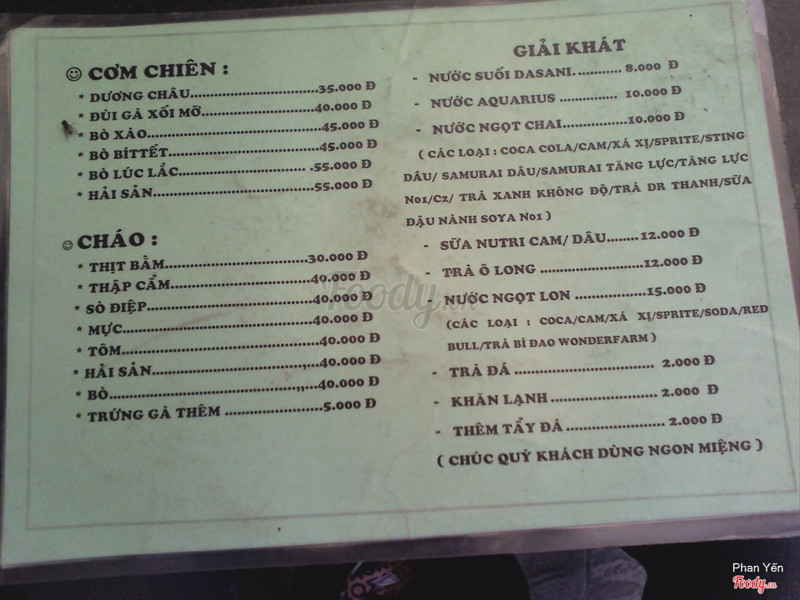 CƠM CHIÊN :
* DƯƠNG CHÂU................................35.000 Đ
* ĐÙI GÀ XỐI MỠ............................40.000 Đ
* BÒ XÀO...........................................45.000 Đ
* BÒ BÍTTẾT.....................................45.000 Đ
* BÒ LÚC LẮC.............................. .55.000 Đ
* HẢI SẢN.........................................55.000 Đ
CHÁO :
* THỊT BẰM...................................30.000 Đ
* THẬP CẨM...................................40.000 Đ
* SÒ ĐIỆP.........................................40.000 Đ
* MỰC...............................................40.000 Đ
* TÔM................................................40.000 Đ
* HẢI SẢN.....................................,...40.000 Đ
* BÒ..............................................,,,...40.000 Đ
* TRỨNG GÀ THÊM ........................5.000 Đ
GIẢI KHÁT
- NƯỚC SUỐI DASANI............. 8.000 Đ
- NƯỚC AQUARIUS .............. 10.000 Đ
- NƯỚC NGỌT CHAI......................10.000 Đ
( CÁC LOẠI : COCA COLA/CAM/XÁ XỊ/SPRITE/STING
DÂU/ SAMURAI DÂU/SAMURAI TĂNG LỰC/TĂNG LỰC
NO1/C2/ TRÀ XANH KHÔNG ĐỘ/TRÀ DR THANH/SỮA
ĐẬU NÀNH SOYA NO1 )
- SỮA NUTRI CAM/ DÂU........12.000 Đ
- TRÀ Ô LONG .........................12.000 Đ
- NƯỚC NGỌT LON .................15.000 Đ
(CÁC LOẠI : COCA/CAM/XÁ XỊ/SPRITE/SODA/RED
BULL/TRÀ BÍ ĐAO WONDERFARM )
- TRÀ ĐÁ .................................. 2.000 Đ
- KHĂN LẠNH.......................... 2.000 Đ
- THÊM TẨY ĐÁ........................ 2.000 Đ
( CHÚC QUÝ KHÁCH DÙNG NGON MIỆNG )
foody.vn
Phan Yến
Foody.vn